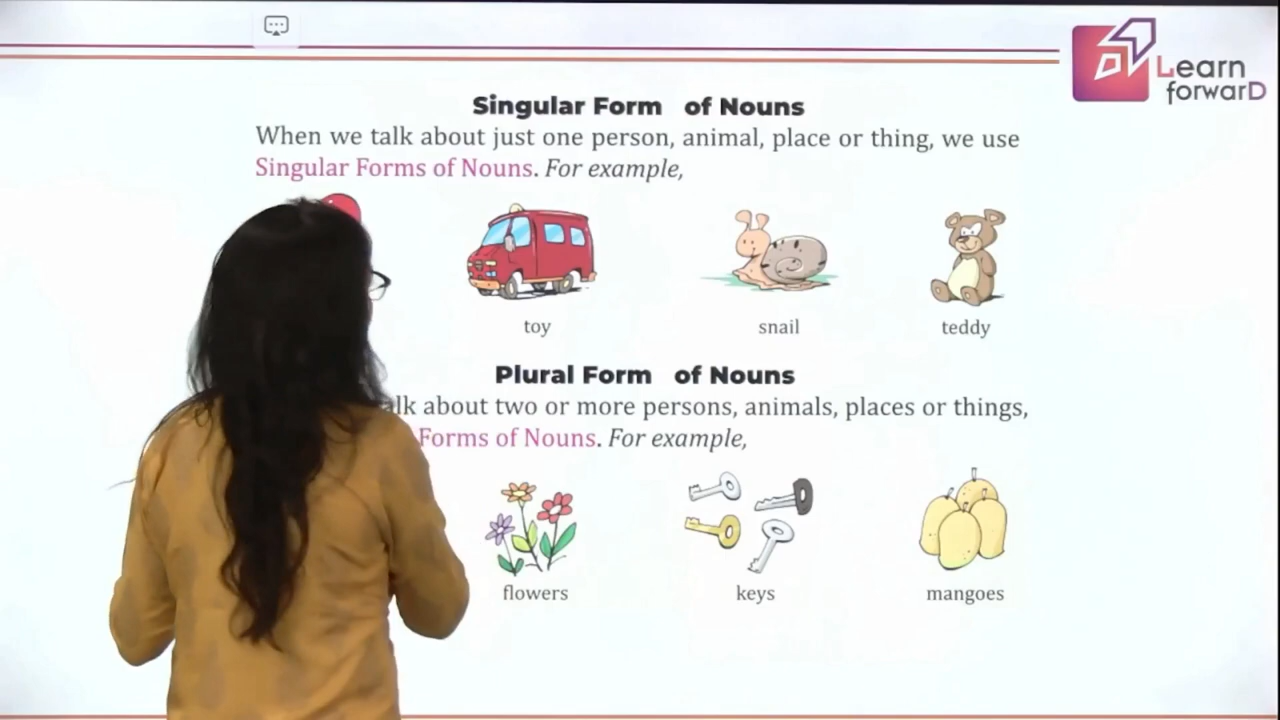 Learn
forwarD
Singular Form of Nouns
When we talk about just one person, animal, place or thing, we use
Singular Forms of Nouns. For example,
toy snail teddy
Plural Form of Nouns
about two or more persons, animals, places or things,
Forms of Nouns. For example,
flowers keys mangoes